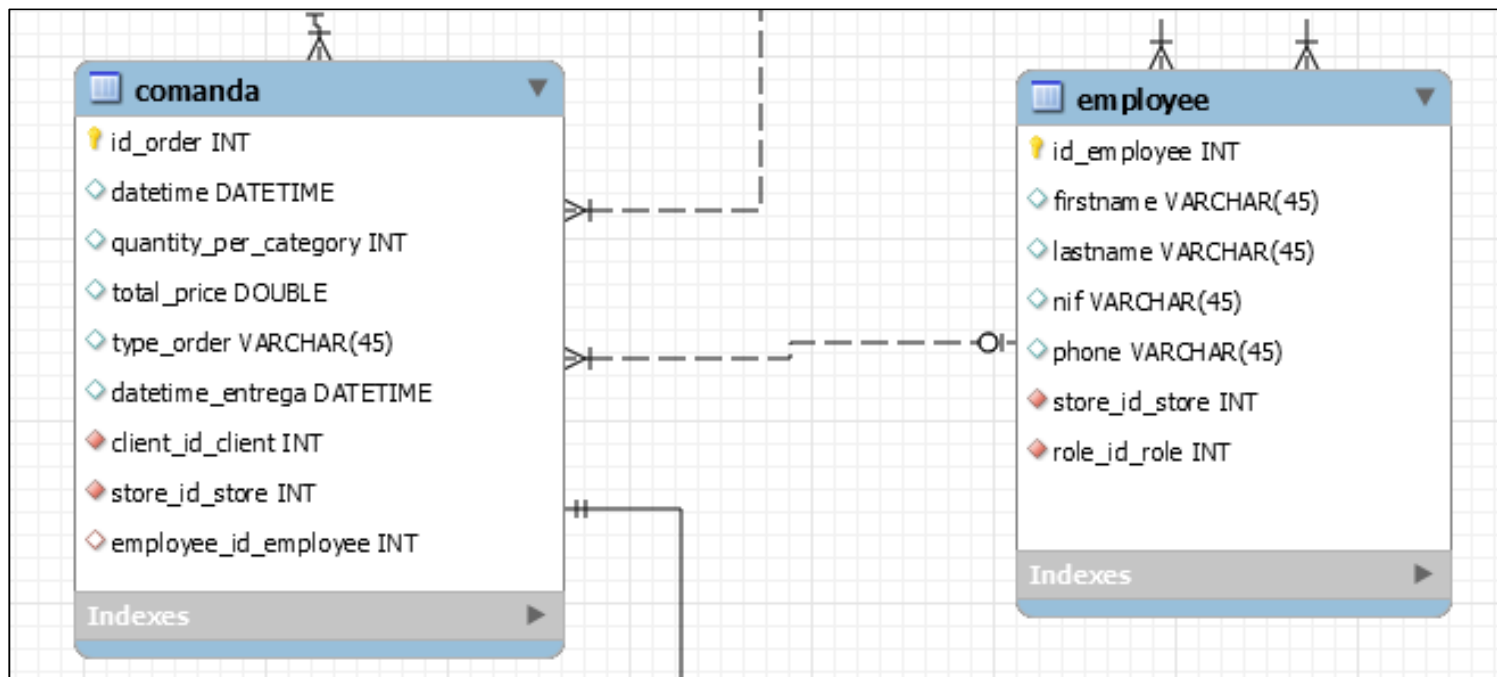 comanda
id_order INT
datetime DATETIME
quantity_per_category INT
total_price DOUBLE
type_order VARCHAR(45)
datetime_entrega DATETIME
client_id_client INT
store_id_store INT
employee_id_employee INT
Indexes
employee
id_employee INT
firstname VARCHAR(45)
lastname VARCHAR(45)
nif VARCHAR(45)
phone VARCHAR(45)
store_id_store INT
role_id_role INT
Indexes